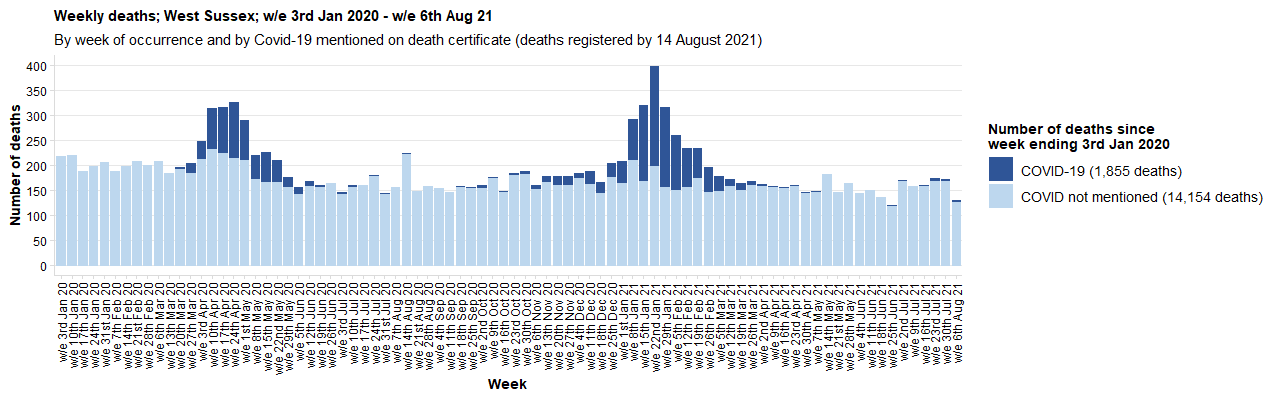 Weekly deaths; West Sussex; w/e 3rd Jan 2020 - w/e 6th Aug 21
By week of occurrence and by Covid-19 mentioned on death certificate (deaths registered by 14 August 2021)
Number of deaths
400
350
300
250
200
150
100
50
0
w/e 3rd Jan 20
w/e 10th Jan 20
w/e 17th Jan 20
w/e 24th Jan 20
w/e 31st Jan 20
w/e 7th Feb 20
w/e 14th Feb 20
w/e 21st Feb 20
w/e 28th Feb 20
w/e 6th Mar 20
w/e 13th Mar 20
w/e 20th Mar 20
w/e 27th Mar 20
w/e 3rd Apr 20
w/e 10th Apr 20
w/e 17th Apr 20
w/e 24th Apr 20
w/e 1st May 20
w/e 8th May 20
w/e 15th May 20
w/e 22nd May 20
w/e 29th May 20
w/e 5th Jun 20
w/e 12th Jun 20
w/e 19th Jun 20
w/e 26th Jun 20
w/e 3rd Jul 20
w/e 10th Jul 20
w/e 17th Jul 20
w/e 24th Jul 20
w/e 31st Jul 20
w/e 7th Aug 20
w/e 14th Aug 20
w/e 21st Aug 20
w/e 28th Aug 20
w/e 4th Sep 20
w/e 11th Sep 20
w/e 18th Sep 20
w/e 25th Sep 20
w/e 2nd Oct 20
w/e 9th Oct 20
w/e 16th Oct 20
w/e 23rd Oct 20
w/e 30th Oct 20
w/e 6th Nov 20
w/e 13th Nov 20
w/e 20th Nov 20
w/e 27th Nov 20
w/e 4th Dec 20
w/e 11th Dec 20
w/e 18th Dec 20
w/e 25th Dec 20
w/e 1st Jan 21
w/e 8th Jan 21
w/e 15th Jan 21
w/e 22nd Jan 21
w/e 29th Jan 21
w/e 5th Feb 21
w/e 12th Feb 21
w/e 19th Feb 21
w/e 26th Feb 21
w/e 5th Mar 21
w/e 12th Mar 21
w/e 19th Mar 21
w/e 26th Mar 21
w/e 2nd Apr 21
w/e 9th Apr 21
w/e 16th Apr 21
w/e 23rd Apr 21
w/e 30th Apr 21
w/e 7th May 21
w/e 14th May 21
w/e 21st May 21
w/e 28th May 21
w/e 4th Jun 21
w/e 11th Jun 21
w/e 18th Jun 21
w/e 25th Jun 21
w/e 2nd Jul 21
w/e 9th Jul 21
w/e 16th Jul 21
w/e 23rd Jul 21
w/e 30th Jul 21
w/e 6th Aug 21
Week
Number of deaths since
week ending 3rd Jan 2020
COVID-19 (1,855 deaths)
COVID not mentioned (14,154 deaths)